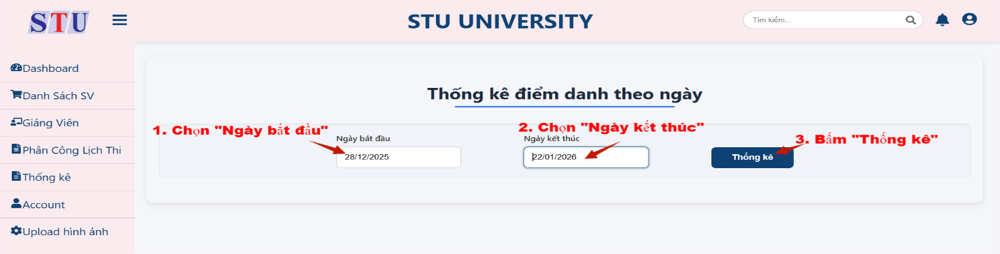 STU
STU UNIVERSITY
Tìm kiếm...
Dashboard
Danh Sách SV
Giảng Viên
Phân Công Lịch Thi
Thống kê
Account
Upload hình ảnh
Thống kê điểm danh theo ngày
1. Chọn "Ngày bắt đầu"
2. Chọn "Ngày kết thúc"
3. Bấm "Thống kê"
Ngày bắt đầu
28/12/2025
Ngày kết thúc
22/01/2026
Thống kê